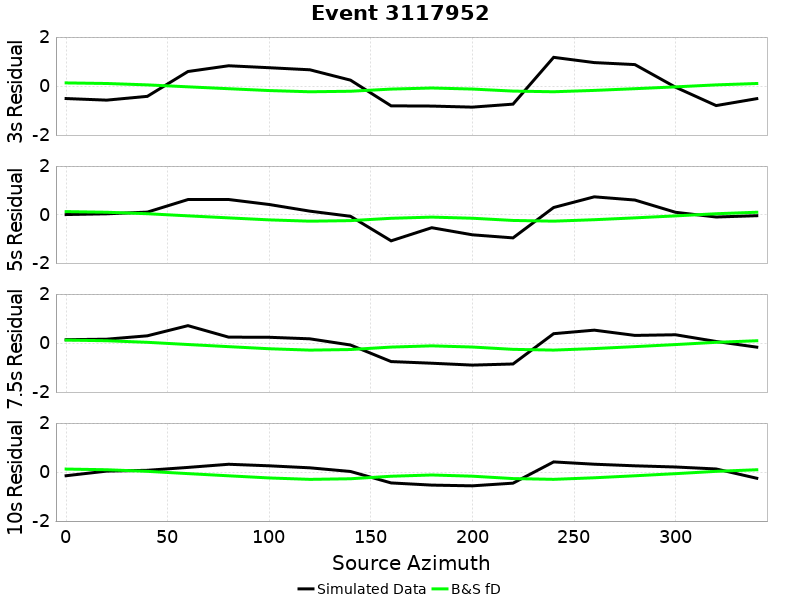 Event 3117952
3s Residual
2
0
-2
5s Residual
2
0
-2
7.5s Residual
2
0
-2
10s Residual
2
0
-2
0 50 100 150 200 250 300
Source Azimuth
Simulated Data B&S fD